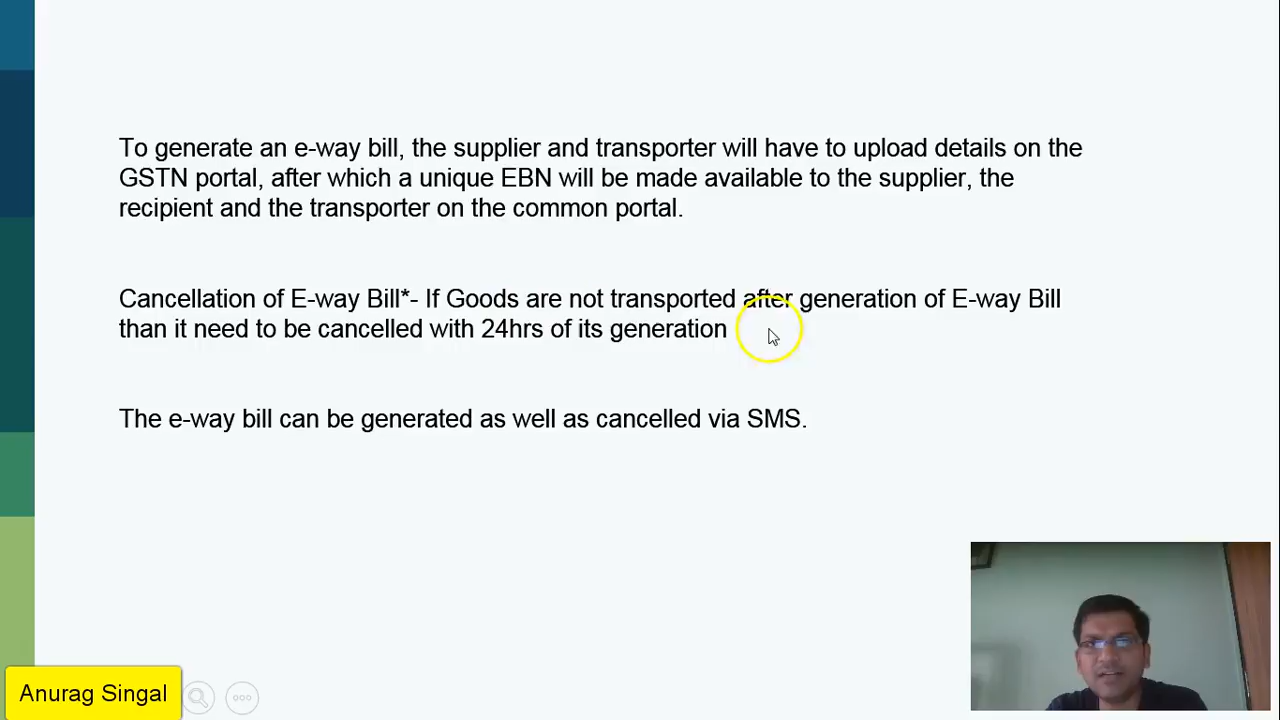 To generate an e-way bill, the supplier and transporter will have to upload details on the
GSTN portal, after which a unique EBN will be made available to the supplier, the
recipient and the transporter on the common portal.
Cancellation of E-way Bill*- If Goods are not transported after generation of E-way Bill
than it need to be cancelled with 24hrs of its generation
The e-way bill can be generated as well as cancelled via SMS.
Anurag Singal